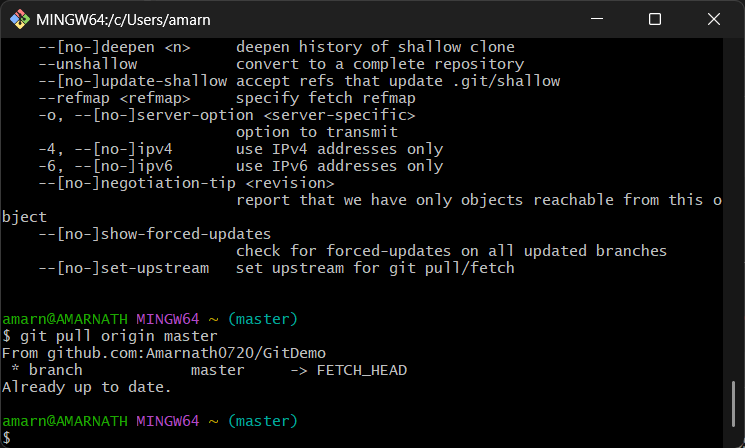 MINGW64:/c/Users/amarn
    --[no-]deepen <n>     deepen history of shallow clone
    --unshallow           convert to a complete repository
    --[no-]update-shallow accept refs that update .git/shallow
    --refmap <refmap>     specify fetch refmap
    -o, --[no-]server-option <server-specific>
                          option to transmit
    -4, --[no-]ipv4       use IPv4 addresses only
    -6, --[no-]ipv6       use IPv6 addresses only
    --[no-]negotiation-tip <revision>
                          report that we have only objects reachable from this o
bject
    --[no-]show-forced-updates
                          check for forced-updates on all updated branches
    --[no-]set-upstream   set upstream for git pull/fetch
amarn@AMARNATH MINGW64 ~ (master)
$ git pull origin master
From github.com:Amarnath0720/GitDemo
 * branch            master     -> FETCH_HEAD
Already up to date.
amarn@AMARNATH MINGW64 ~ (master)
$